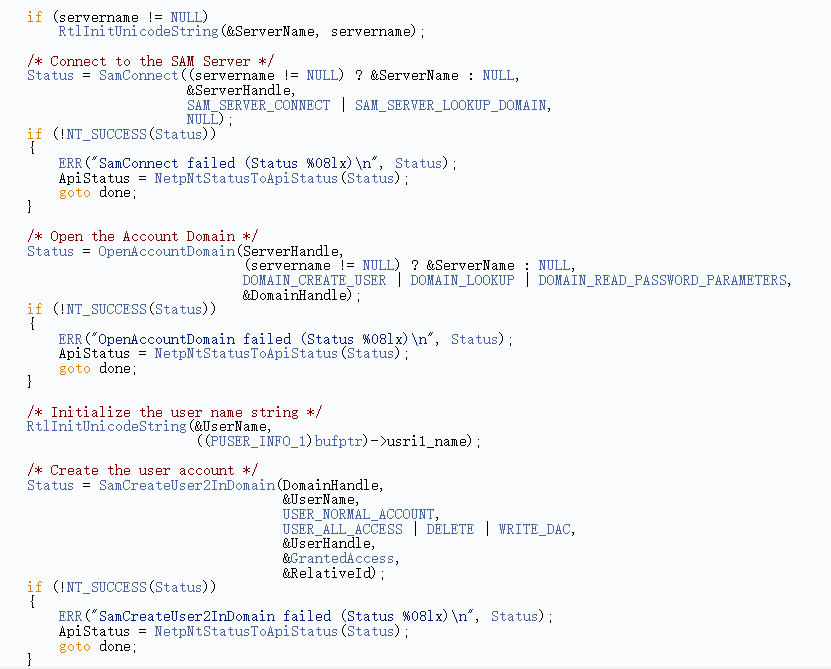 if (servername != NULL)
    RtlInitUnicodeString(&ServerName, servername);

/* Connect to the SAM Server */
Status = SamConnect((servername != NULL) ? &ServerName : NULL,
                    &ServerHandle,
                    SAM_SERVER_CONNECT | SAM_SERVER_LOOKUP_DOMAIN,
                    NULL);
if (!NT_SUCCESS(Status))
{
    ERR("SamConnect failed (Status %08lx)\n", Status);
    ApiStatus = NetpNtStatusToApiStatus(Status);
    goto done;
}

/* Open the Account Domain */
Status = OpenAccountDomain(ServerHandle,
                           (servername != NULL) ? &ServerName : NULL,
                           DOMAIN_CREATE_USER | DOMAIN_LOOKUP | DOMAIN_READ_PASSWORD_PARAMETERS,
                           &DomainHandle);
if (!NT_SUCCESS(Status))
{
    ERR("OpenAccountDomain failed (Status %08lx)\n", Status);
    ApiStatus = NetpNtStatusToApiStatus(Status);
    goto done;
}

/* Initialize the user name string */
RtlInitUnicodeString(&UserName,
                     ((PUSER_INFO_1)bufptr)->usri1_name);

/* Create the user account */
Status = SamCreateUser2InDomain(DomainHandle,
                                &UserName,
                                USER_NORMAL_ACCOUNT,
                                USER_ALL_ACCESS | DELETE | WRITE_DAC,
                                &UserHandle,
                                &GrantedAccess,
                                &RelativeId);
if (!NT_SUCCESS(Status))
{
    ERR("SamCreateUser2InDomain failed (Status %08lx)\n", Status);
    ApiStatus = NetpNtStatusToApiStatus(Status);
    goto done;
}